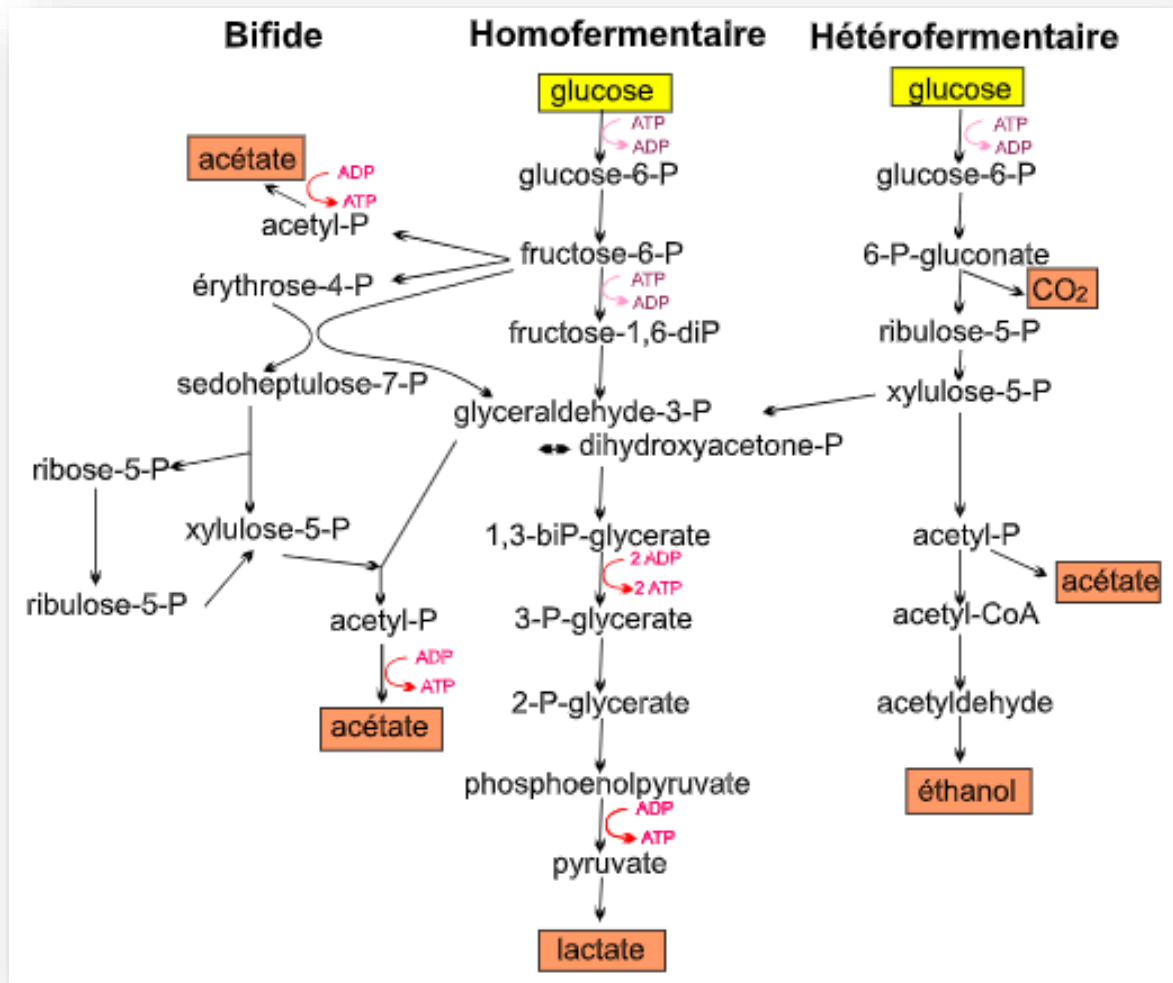 Bifide
Homofermentaire
Hétérofermentaire
glucose
glucose
ATP
ADP
ATP
ADP
acétate
ADP
ATP
glucose-6-P
glucose-6-P
acetyl-P
fructose-6-P
6-P-gluconate
érythrose-4-P
ATP
ADP
CO₂
fructose-1,6-diP
ribulose-5-P
sedoheptulose-7-P
xylulose-5-P
glyceraldehyde-3-P
dihydroxyacetone-P
ribose-5-P
xylulose-5-P
1,3-biP-glycerate
acetyl-P
2 ADP
2 ATP
acétate
ribulose-5-P
acetyl-P
3-P-glycerate
acetyl-CoA
ADP
ATP
2-P-glycerate
acetyldehyde
acétate
phosphoenolpyruvate
éthanol
ADP
ATP
pyruvate
lactate